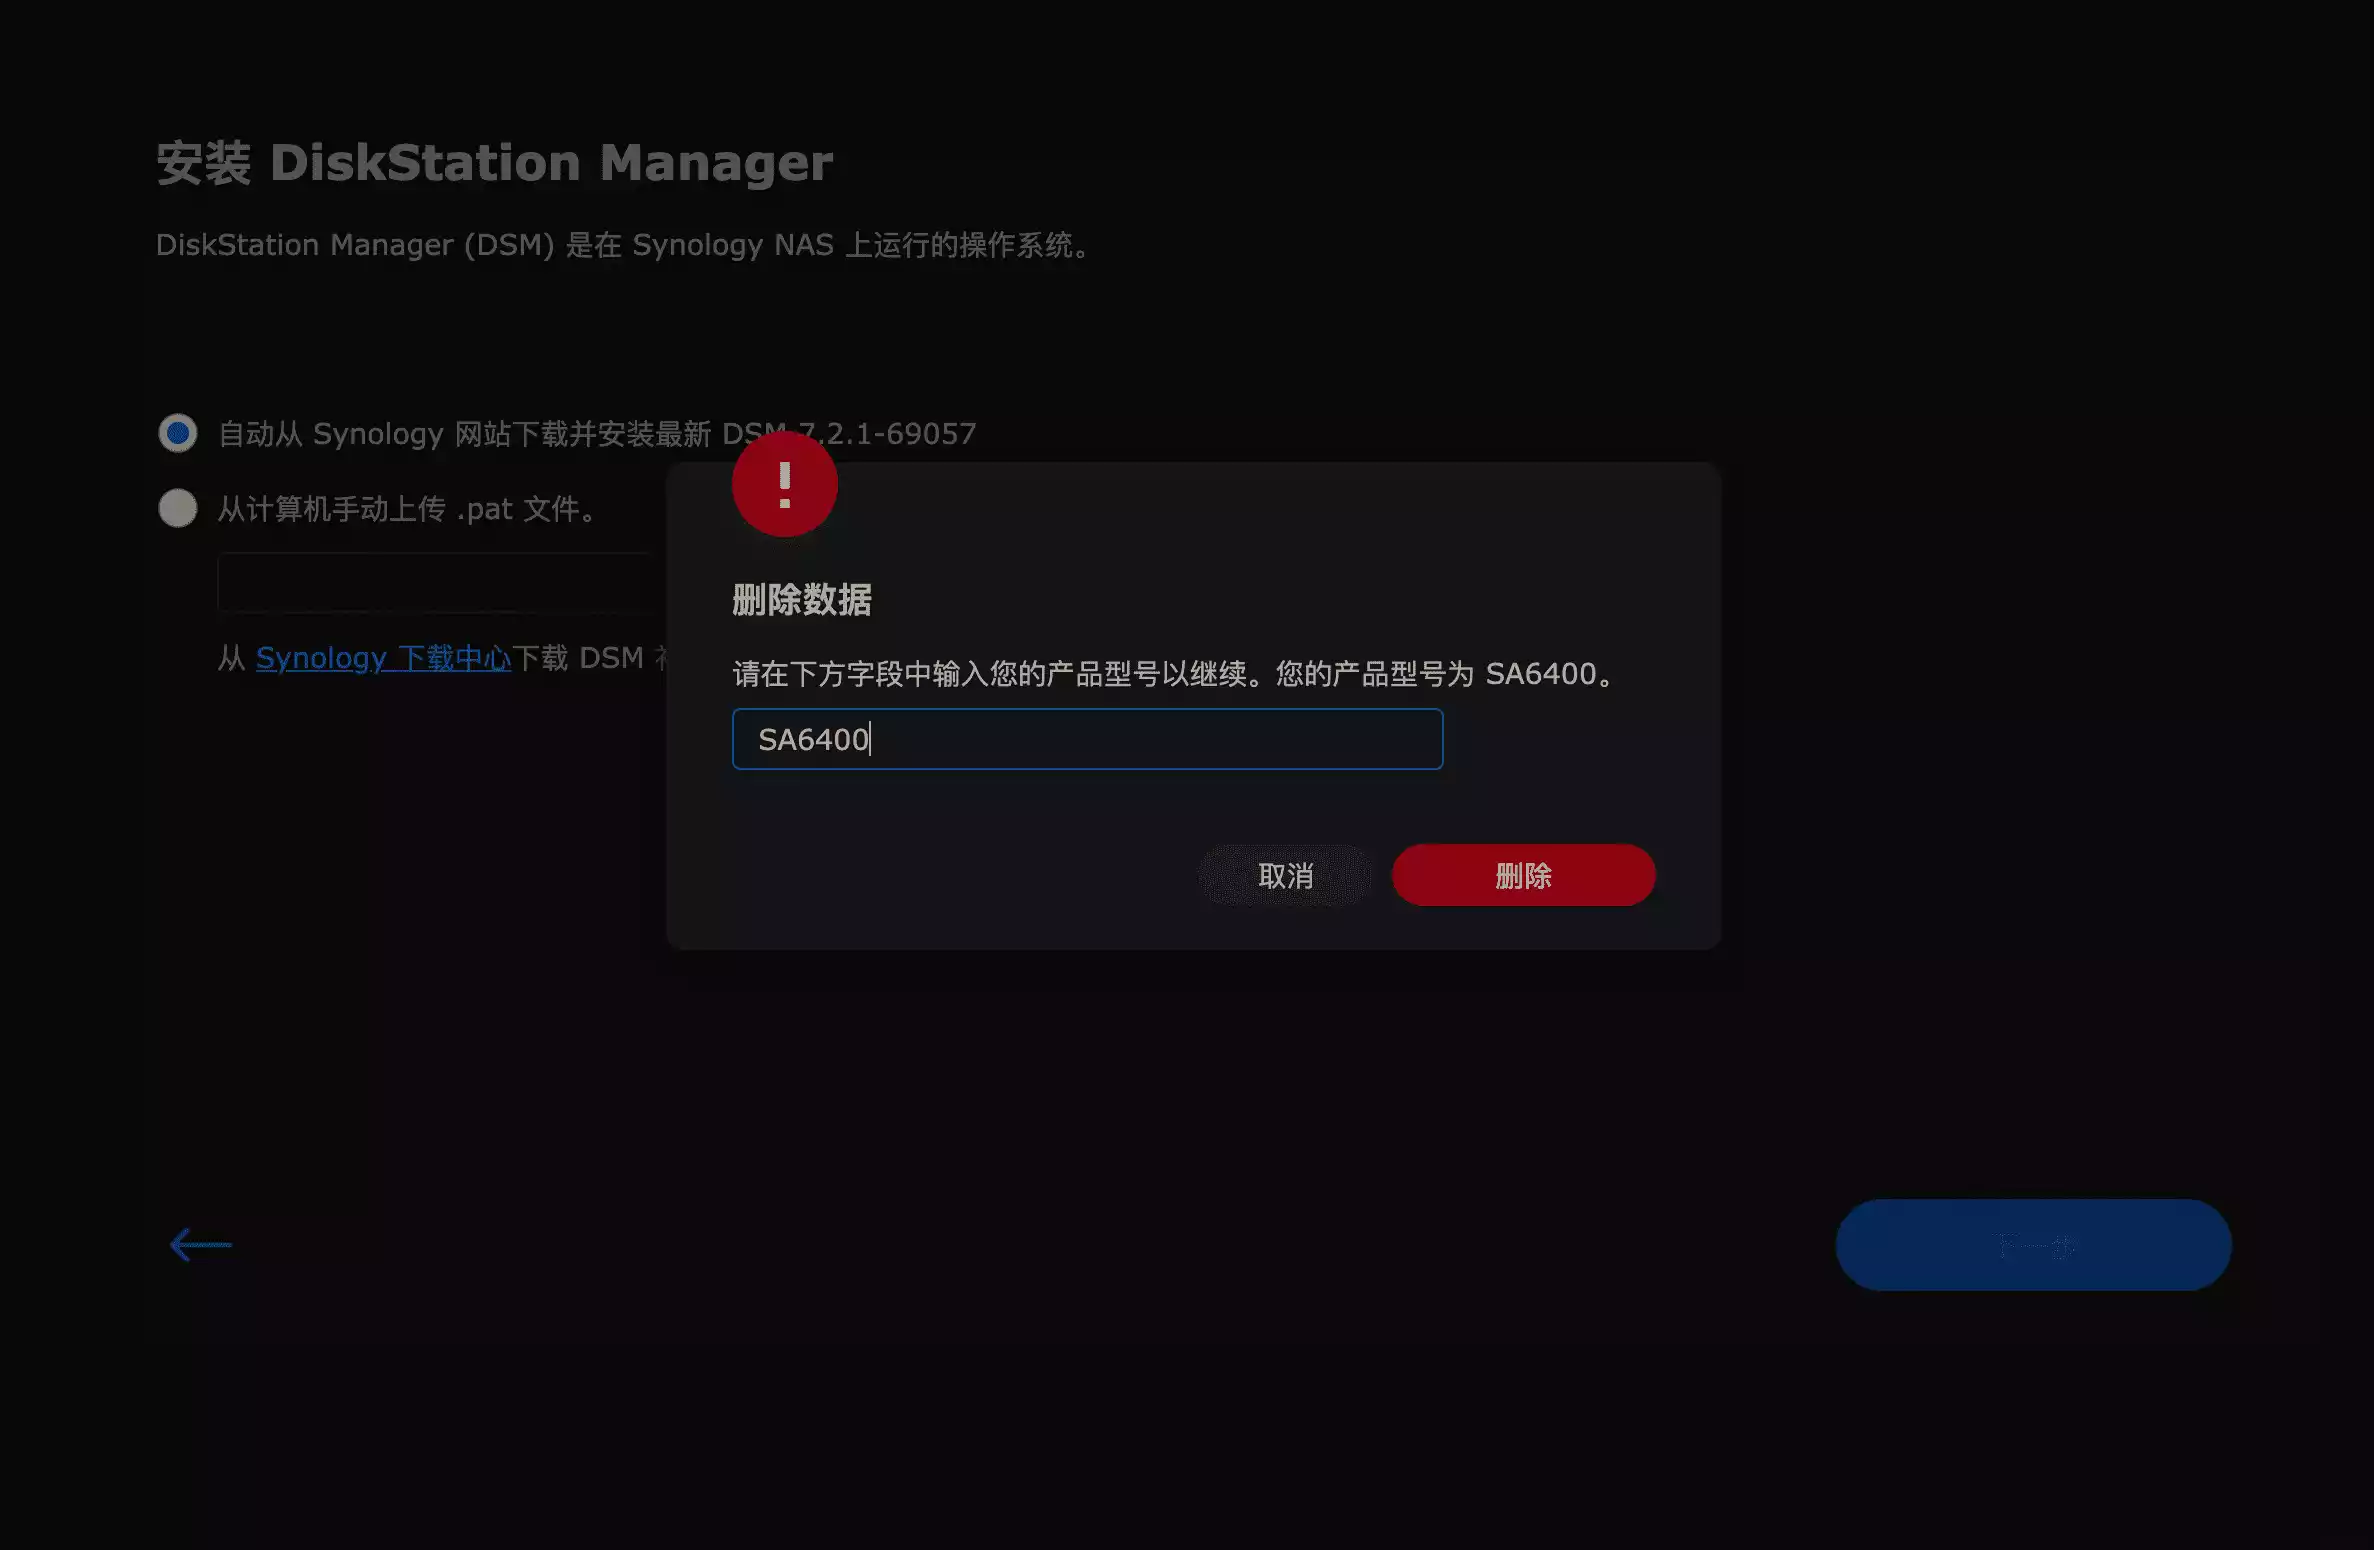 安装 DiskStation Manager
DiskStation Manager (DSM) 是在 Synology NAS 上运行的操作系统。
自动从 Synology 网站下载并安装最新 DSM 7.2.1-69057
从计算机手动上传 .pat 文件。
从 Synology 下载中心下载 DSM
!
删除数据
请在下方字段中输入您的产品型号以继续。您的产品型号为 SA6400。
SA6400
取消
删除
下一步